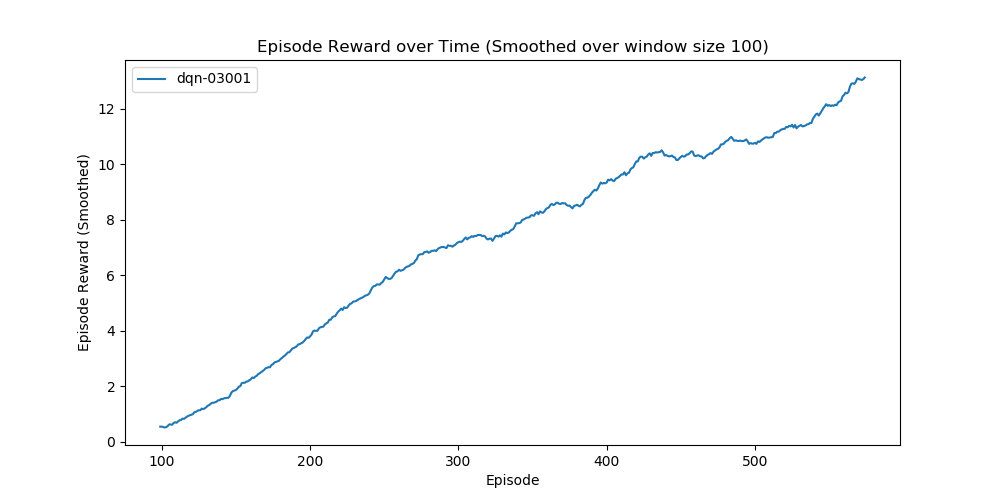 Episode Reward over Time (Smoothed over window size 100)
dqn-03001
Episode Reward (Smoothed)
12
10
8
6
4
2
0
100 200 300 400 500
Episode